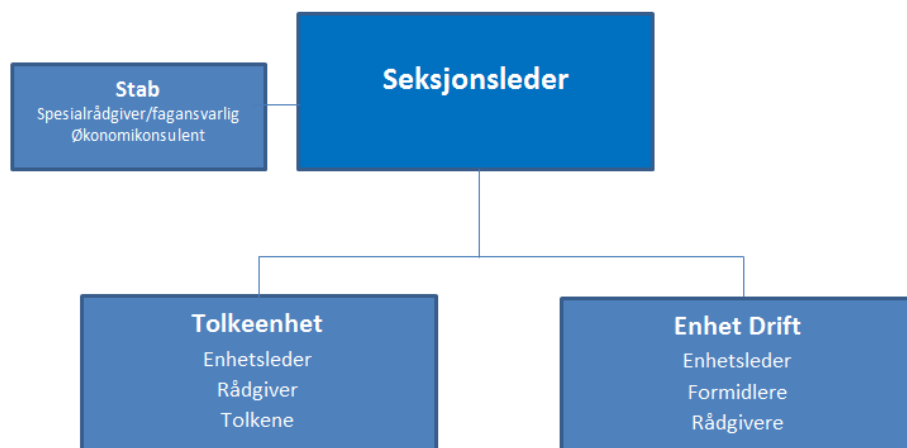 Seksjonsleder
Stab
Spesialrådgiver/fagansvarlig
Økonomikonsulent
Tolkeenhet
Enhetsleder
Rådgiver
Tolkene
Enhet Drift
Enhetsleder
Formidlere
Rådgivere